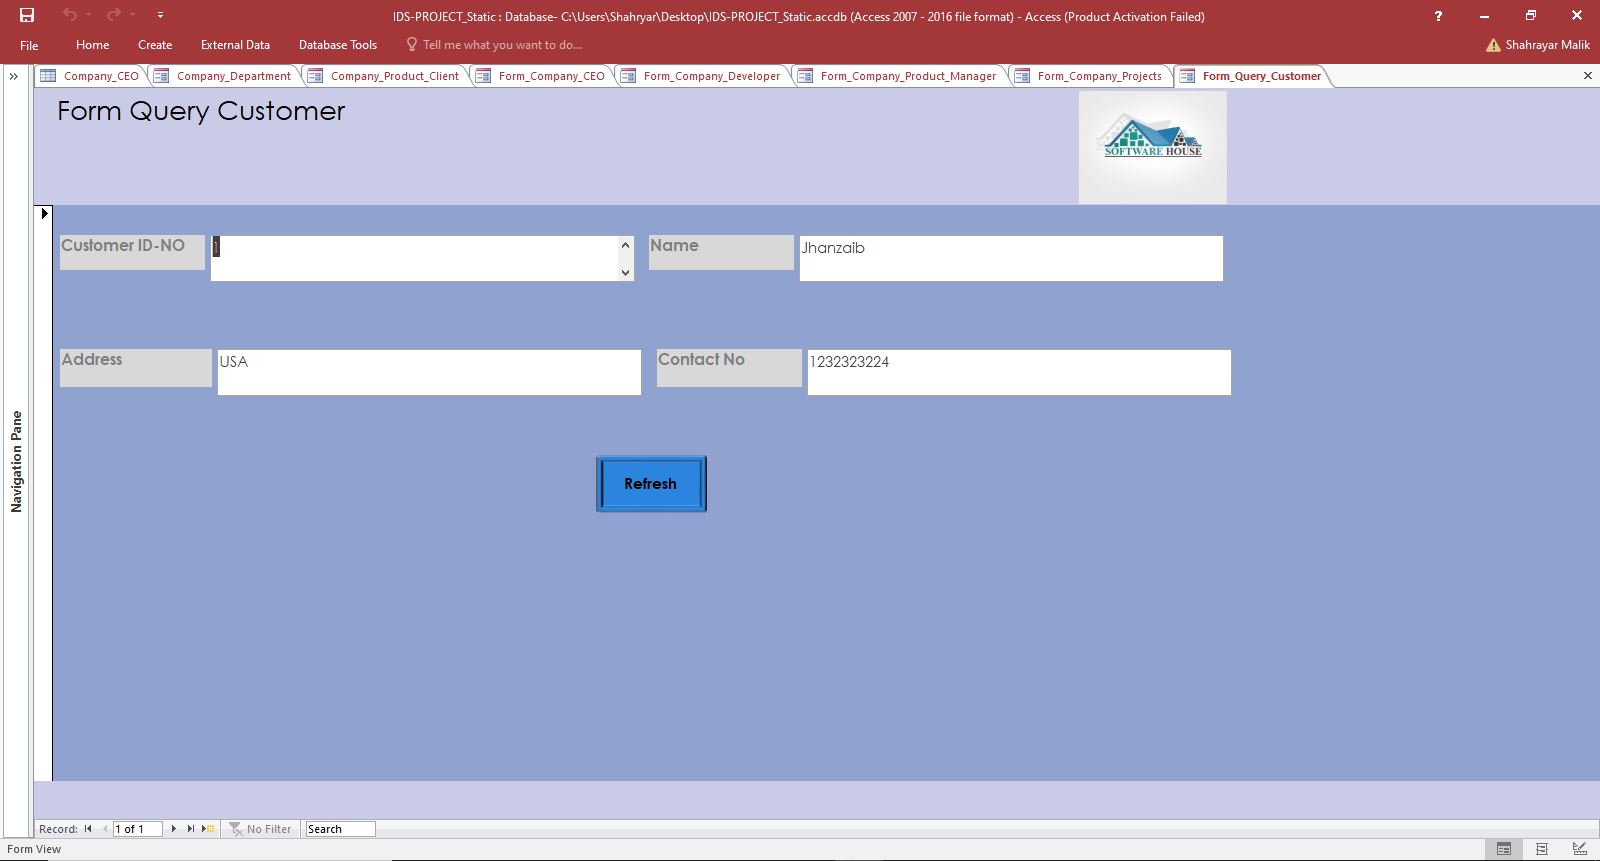 IDS-PROJECT_Static : Database- C:\Users\Shahryar\Desktop\IDS-PROJECT_Static.accdb (Access 2007 - 2016 file format) - Access (Product Activation Failed) ?
File Home Create External Data Database Tools Tell me what you want to do... Shahrayar Malik
Company_CEO Company_Department Company_Product_Client Form_Company_CEO Form_Company_Developer Form_Company_Product_Manager Form_Company_Projects Form_Query_Customer
Form Query Customer
SOFTWARE HOUSE
Customer ID-NO 1 Name Jhanzaib
Address USA Contact No 1232323224
Navigation Pane
Refresh
Record: 1 of 1 No Filter Search
Form View